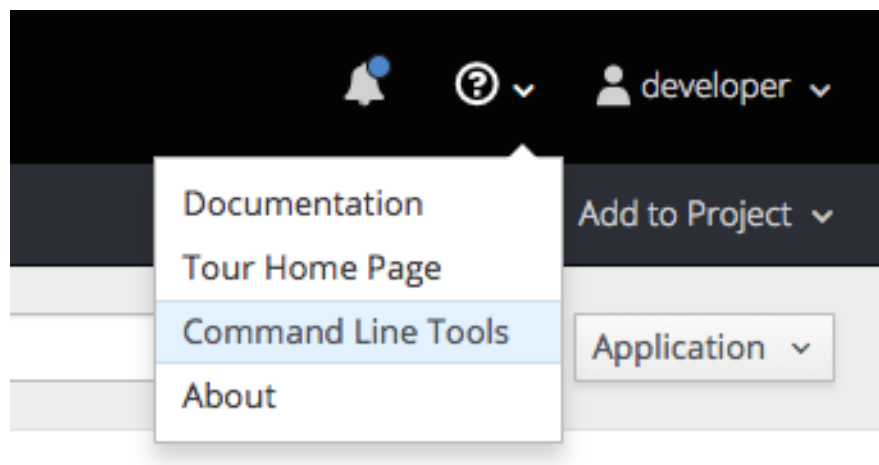 developer
Documentation
Add to Project
Tour Home Page
Command Line Tools
Application
About